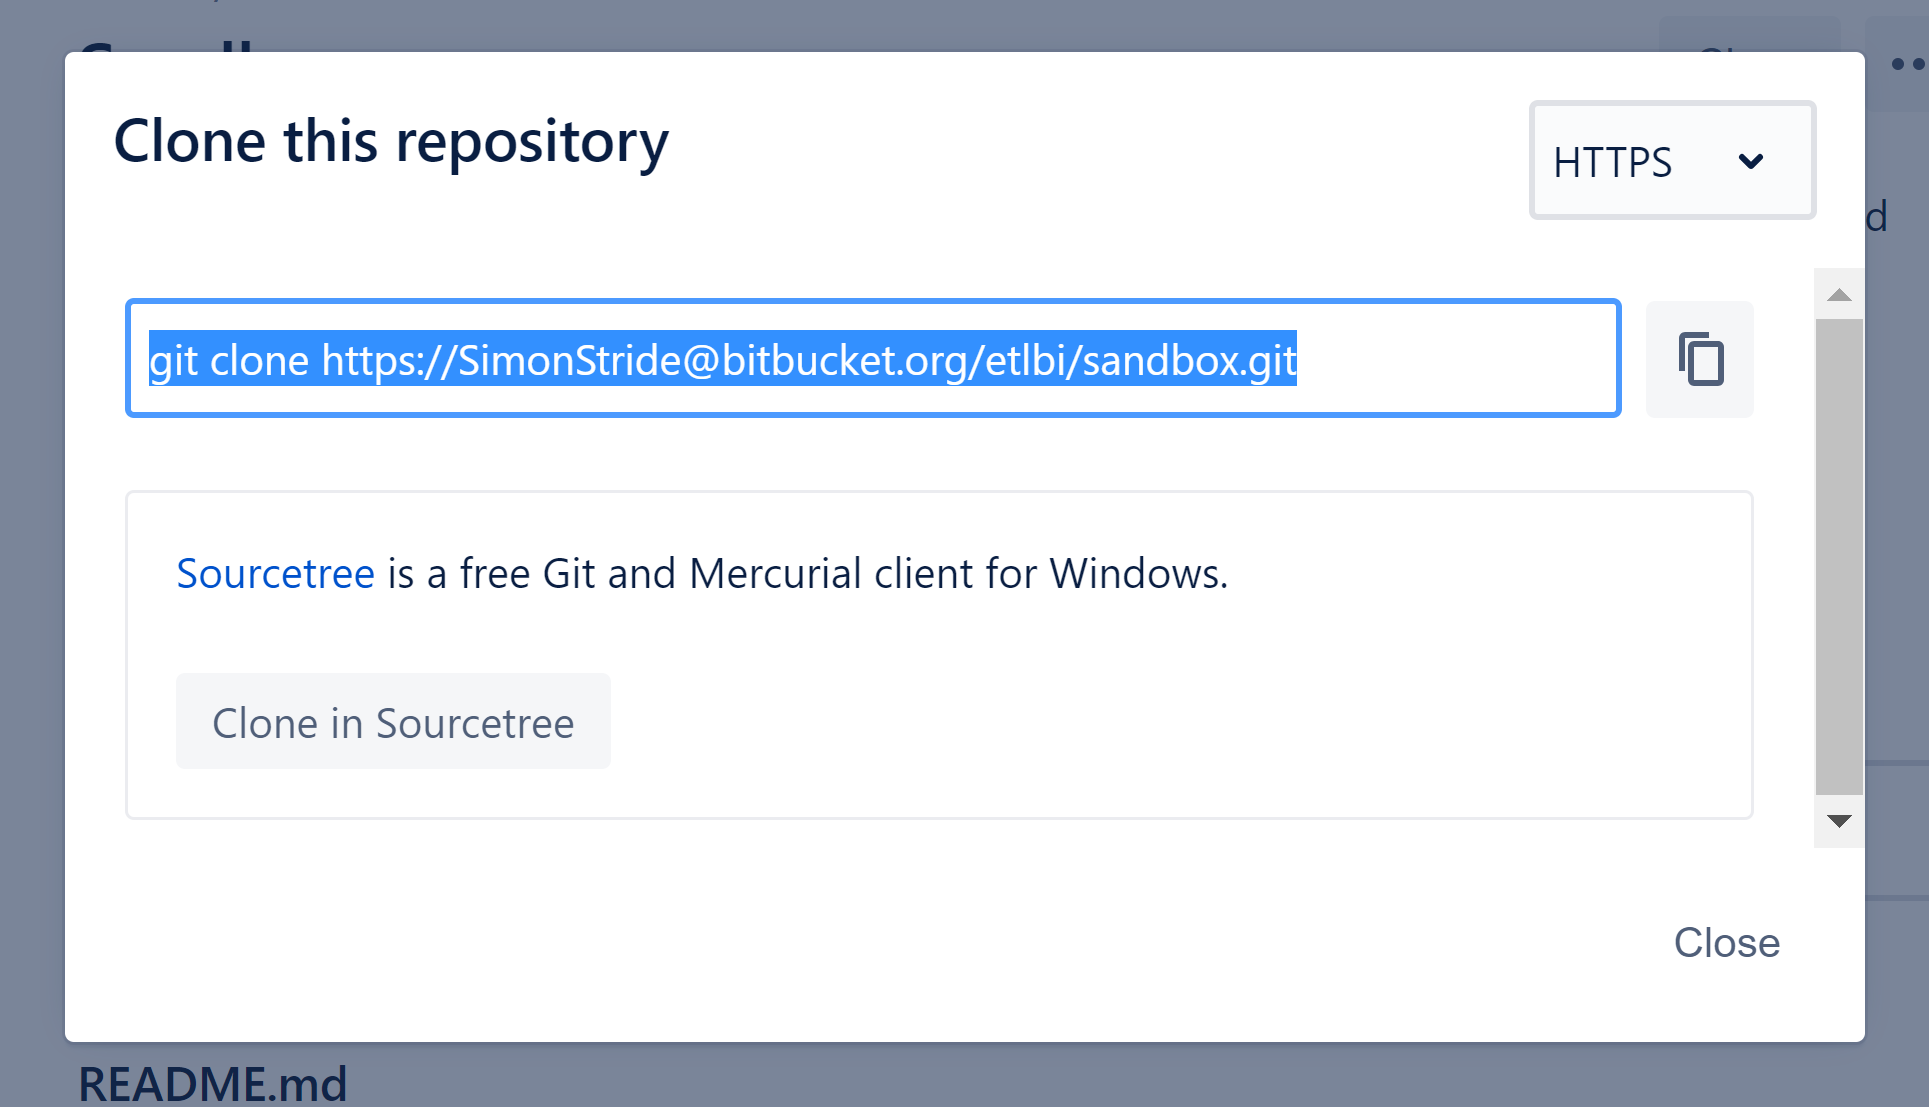 Clone this repository
HTTPS
git clone https://SimonStride@bitbucket.org/etlbi/sandbox.git
Sourcetree is a free Git and Mercurial client for Windows.
Clone in Sourcetree
Close
README.md